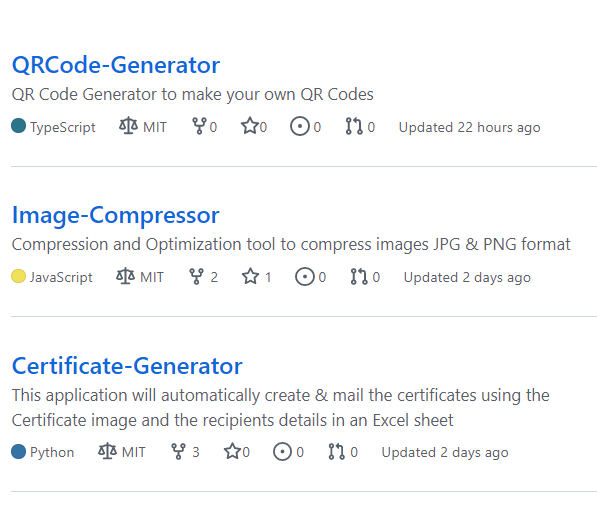 QRCode-Generator
QR Code Generator to make your own QR Codes
TypeScript MIT 0 0 0 0 Updated 22 hours ago
Image-Compressor
Compression and Optimization tool to compress images JPG & PNG format
JavaScript MIT 2 1 0 0 Updated 2 days ago
Certificate-Generator
This application will automatically create & mail the certificates using the
Certificate image and the recipients details in an Excel sheet
Python MIT 3 0 0 0 Updated 2 days ago